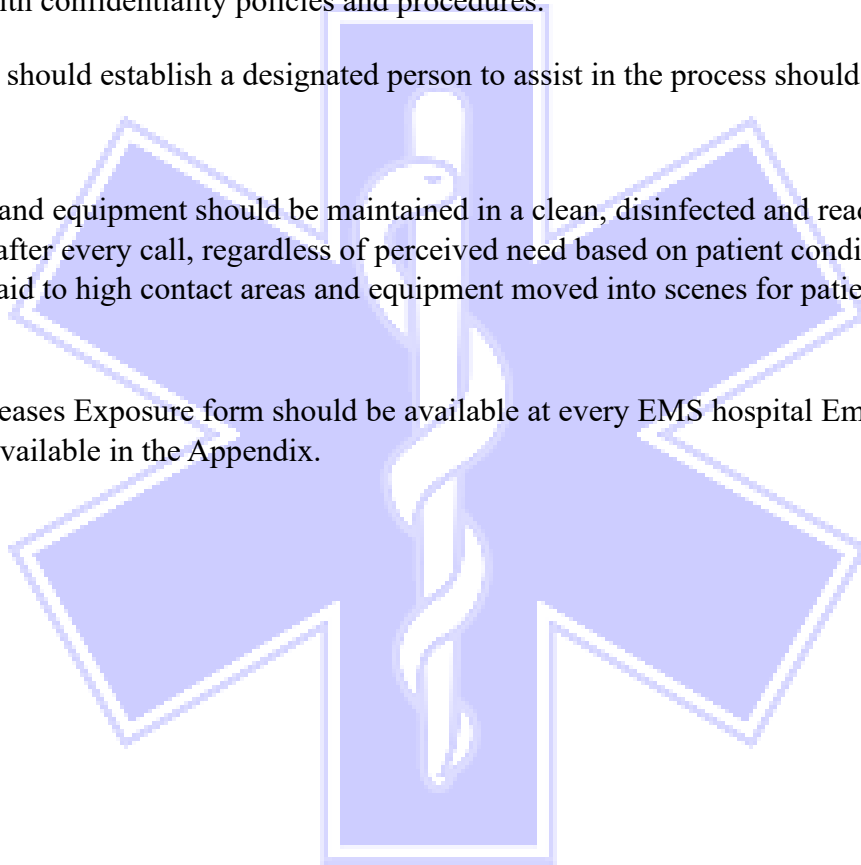 ith confidentiality policies and procedures.
should establish a designated person to assist in the process should
and equipment should be maintained in a clean, disinfected and read
after every call, regardless of perceived need based on patient condi
aid to high contact areas and equipment moved into scenes for patie
eases Exposure form should be available at every EMS hospital Em
vailable in the Appendix.